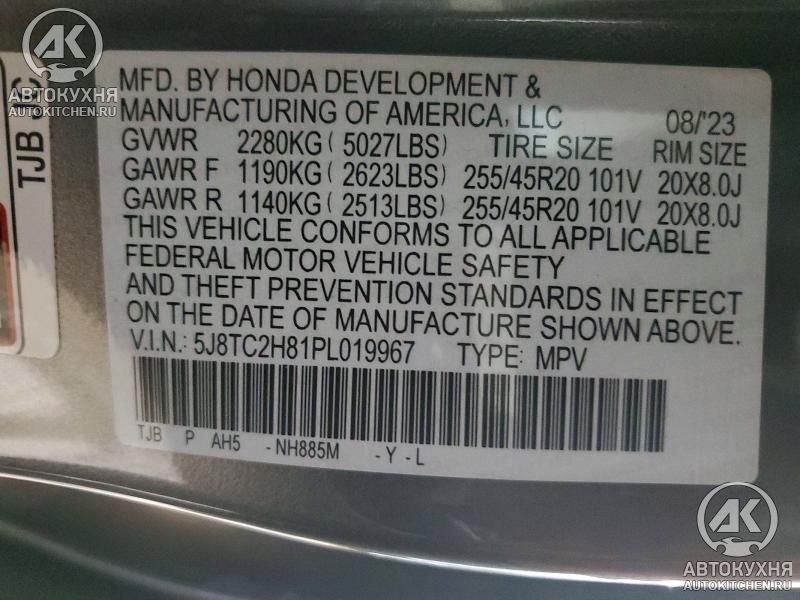 AK
АВТОКУХНЯ
AUTOKITCHEN.RU
TJB
MFD. BY HONDA DEVELOPMENT &
MANUFACTURING OF AMERICA, LLC 08/'23
GVWR 2280KG ( 5027LBS) TIRE SIZE RIM SIZE
GAWR F 1190KG ( 2623LBS) 255/45R20 101V 20X8.0J
GAWR R 1140KG ( 2513LBS) 255/45R20 101V 20X8.0J
THIS VEHICLE CONFORMS TO ALL APPLICABLE
FEDERAL MOTOR VEHICLE SAFETY
AND THEFT PREVENTION STANDARDS IN EFFECT
ON THE DATE OF MANUFACTURE SHOWN ABOVE.
V.I.N.: 5J8TC2H81PL019967 TYPE: MPV
TJB P AH5 -NH885M -Y-L
AK
АВТОКУХНЯ
AUTOKITCHEN.RU